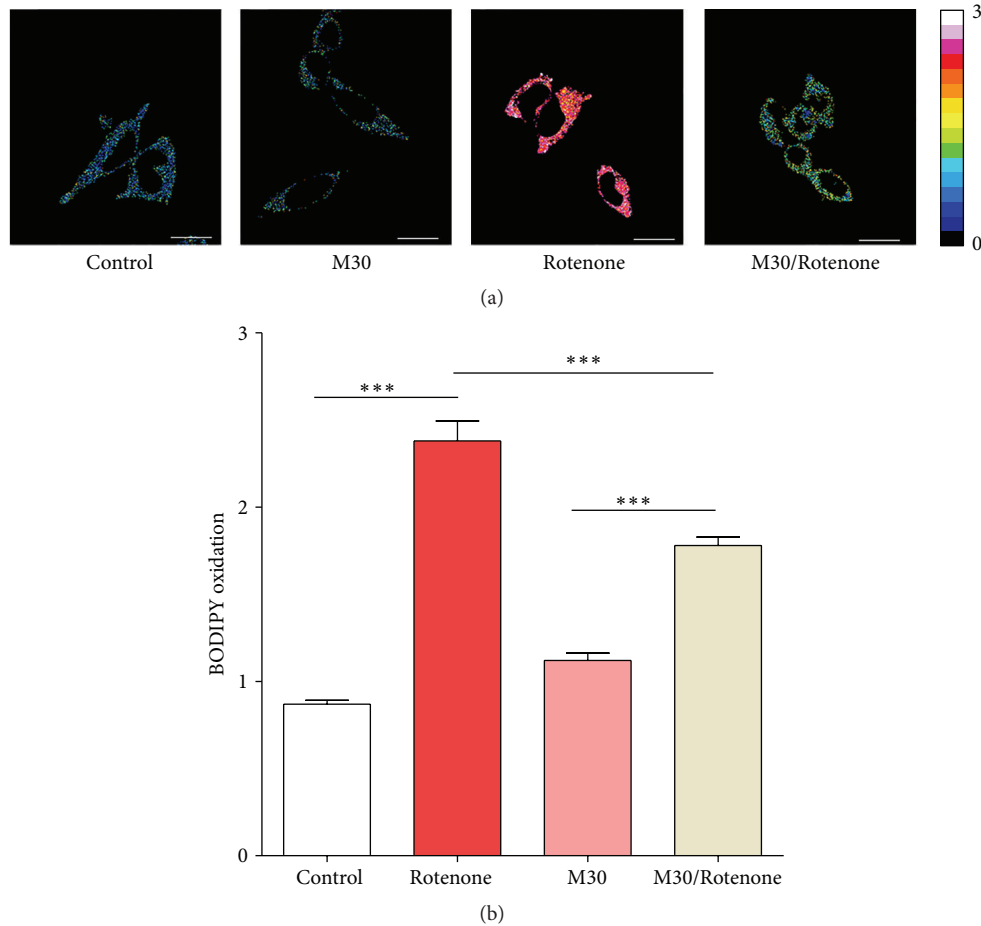 3
0
Control
M30
Rotenone
M30/Rotenone
(a)
3
2
1
0
BODIPY oxidation
***
***
***
Control
Rotenone
M30
M30/Rotenone
(b)